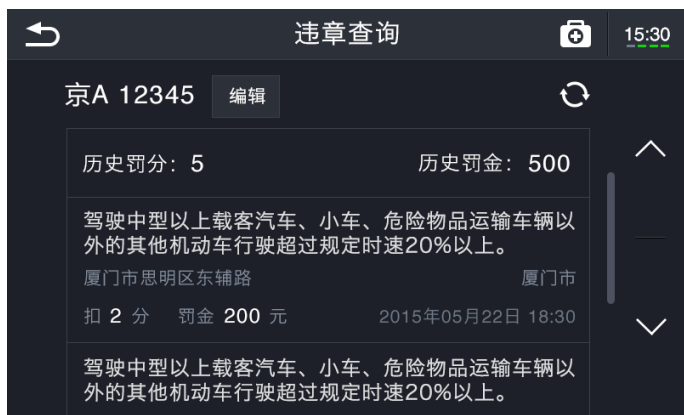 违章查询
15:30
京A 12345 编辑
历史罚分：5 历史罚金：500
驾驶中型以上载客汽车、小车、危险物品运输车辆以
外的其他机动车行驶超过规定时速20%以上。
厦门市思明区东辅路 厦门市
扣 2 分 罚金 200 元 2015年05月22日 18:30
驾驶中型以上载客汽车、小车、危险物品运输车辆以
外的其他机动车行驶超过规定时速20%以上。